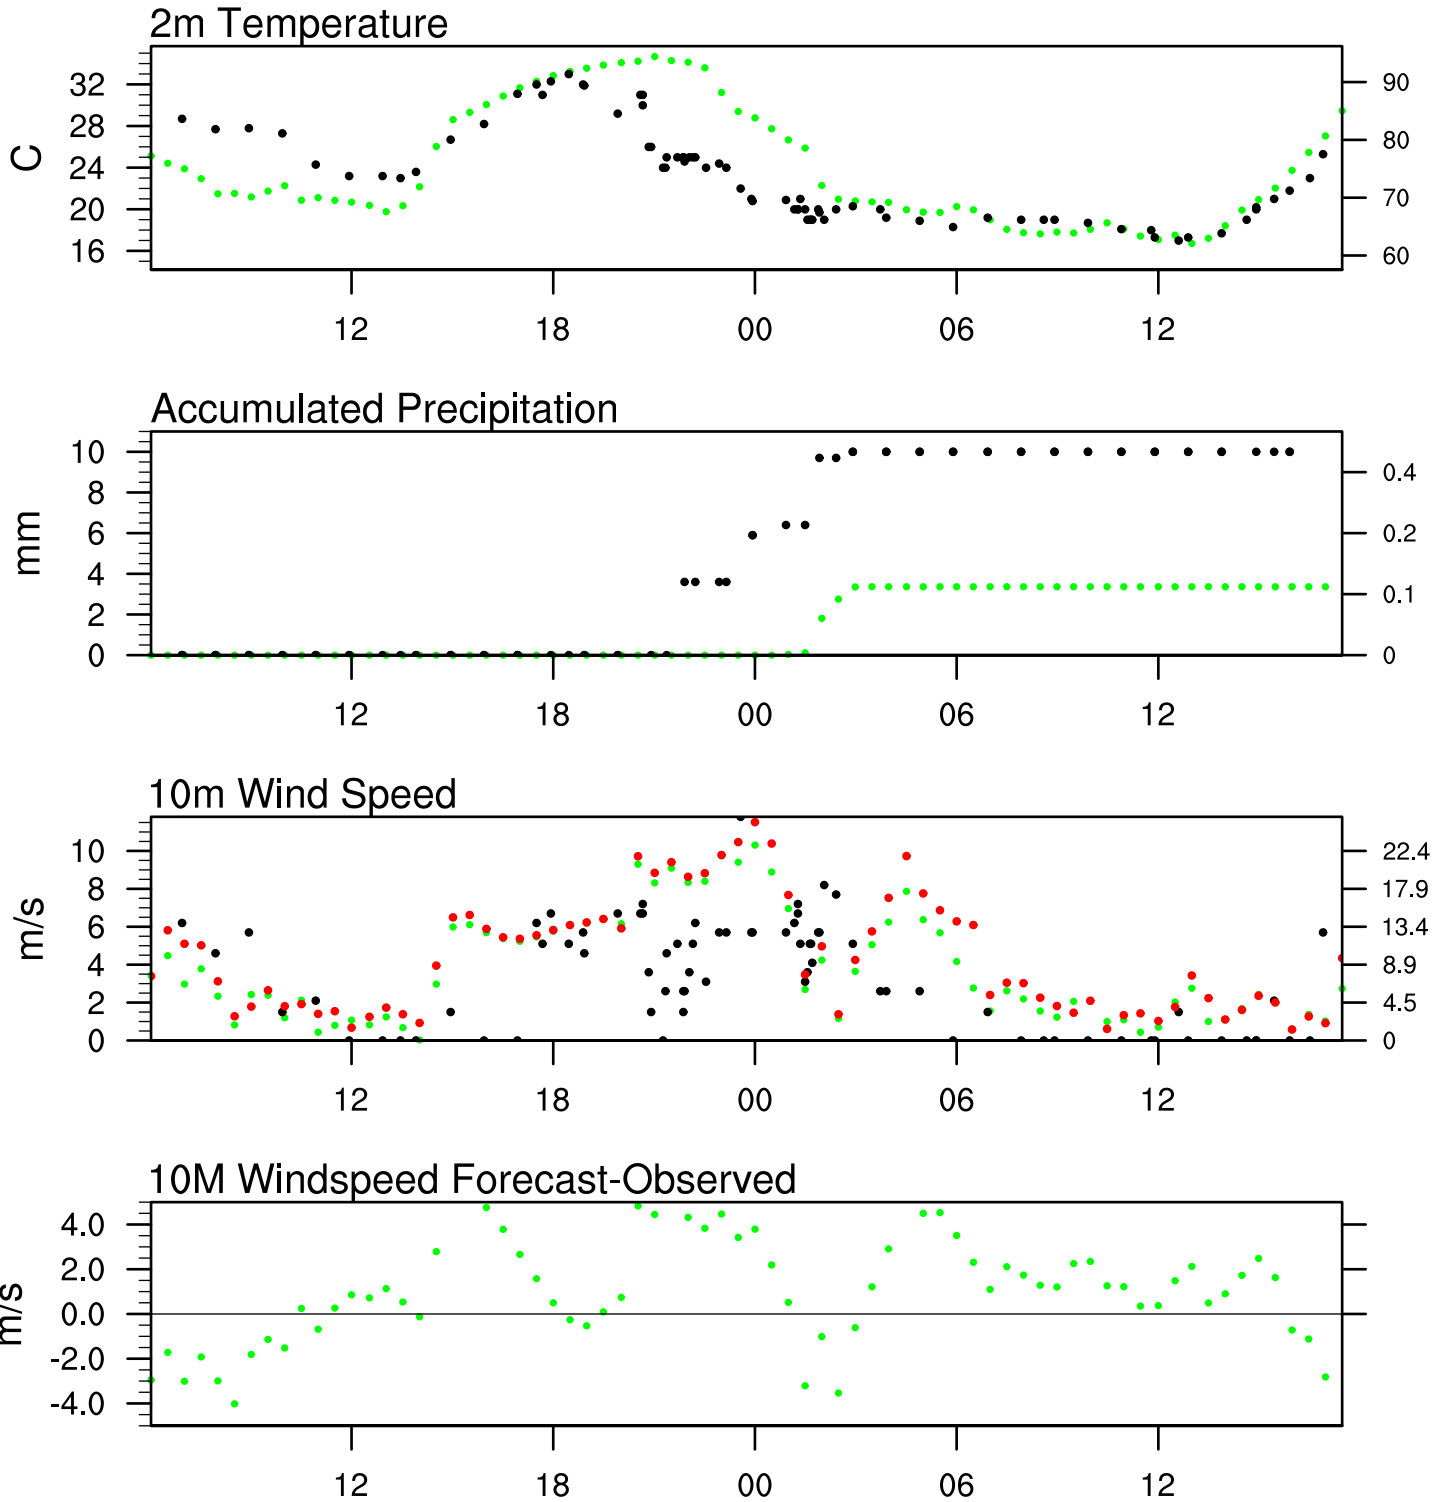 2m Temperature
32 90
28
80
C 24
70
20
16 60
12 18 00 06 12
Accumulated Precipitation
10
0.4
8
mm 6 0.2
4
0.1
2
0 0
12 18 00 06 12
10m Wind Speed
10 22.4
8 17.9
m/s 6 13.4
4 8.9
2 4.5
0 0
12 18 00 06 12
10M Windspeed Forecast-Observed
4.0
2.0
m/s 0.0
-2.0
-4.0
12 18 00 06 12